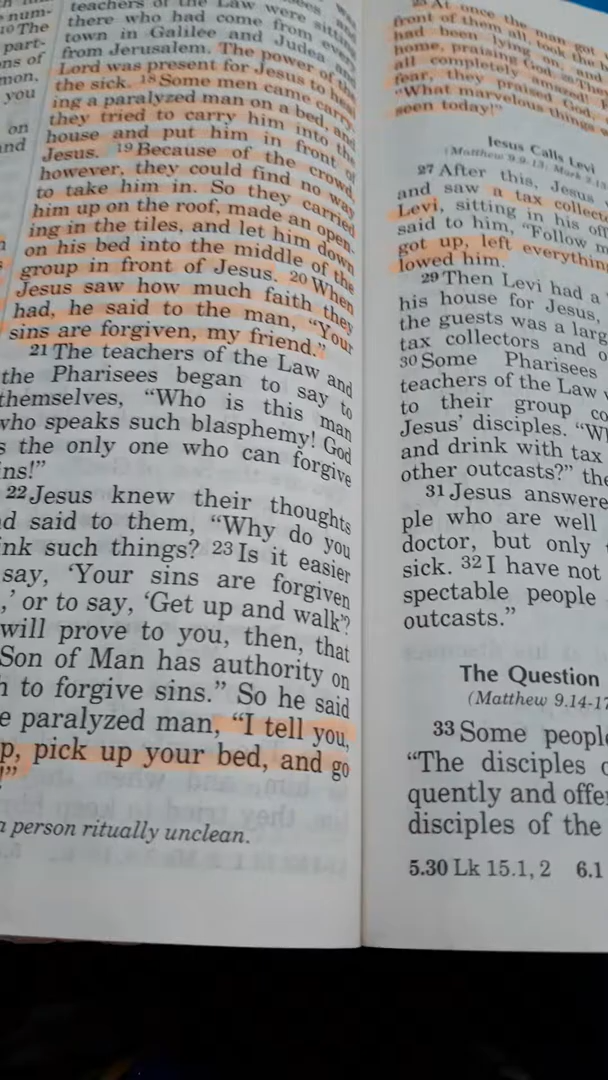 num-
10 The
part-
ns of
mon,
you
on
and
teachers of the Law were sitting
there who had come from every
town in Galilee and Judea and
from Jerusalem. The power of the
Lord was present for Jesus to heal
the sick. 18 Some men came carry-
ing a paralyzed man on a bed, and
they tried to carry him into the
house and put him in front of
Jesus. 19 Because of the crowd,
however, they could find no way
to take him in. So they carried
him up on the roof, made an open-
ing in the tiles, and let him down
on his bed into the middle of the
group in front of Jesus. 20 When
Jesus saw how much faith they
had, he said to the man, “Your
sins are forgiven, my friend.”
21 The teachers of the Law and
the Pharisees began to say to
themselves, “Who is this man
who speaks such blasphemy! God
s the only one who can forgive
ns!”
22 Jesus knew their thoughts
d said to them, “Why do you
ink such things? 23 Is it easier
say, ‘Your sins are forgiven
,’ or to say, ‘Get up and walk’?
will prove to you, then, that
Son of Man has authority on
h to forgive sins.” So he said
e paralyzed man, “I tell you,
p, pick up your bed, and go
!”
a person ritually unclean.
25 At once the man got
front of them all, took the
had been lying on, and
home, praising God.
all completely amazed!
fear, they praised God,
“What marvelous things
seen today!”
Jesus Calls Levi
(Matthew 9.9-13; Mark 2.13
27 After this, Jesus
and saw a tax collect
Levi, sitting in his off
said to him, “Follow m
got up, left everything
lowed him.
29 Then Levi had a
his house for Jesus,
the guests was a larg
tax collectors and o
30 Some Pharisees
teachers of the Law
to their group co
Jesus’ disciples. “Wh
and drink with tax
other outcasts?” the
31 Jesus answere
ple who are well
doctor, but only
sick. 32 I have not
spectable people
outcasts.”
The Question
(Matthew 9.14-17
33 Some people
“The disciples o
quently and offe
disciples of the
5.30 Lk 15.1, 2 6.1